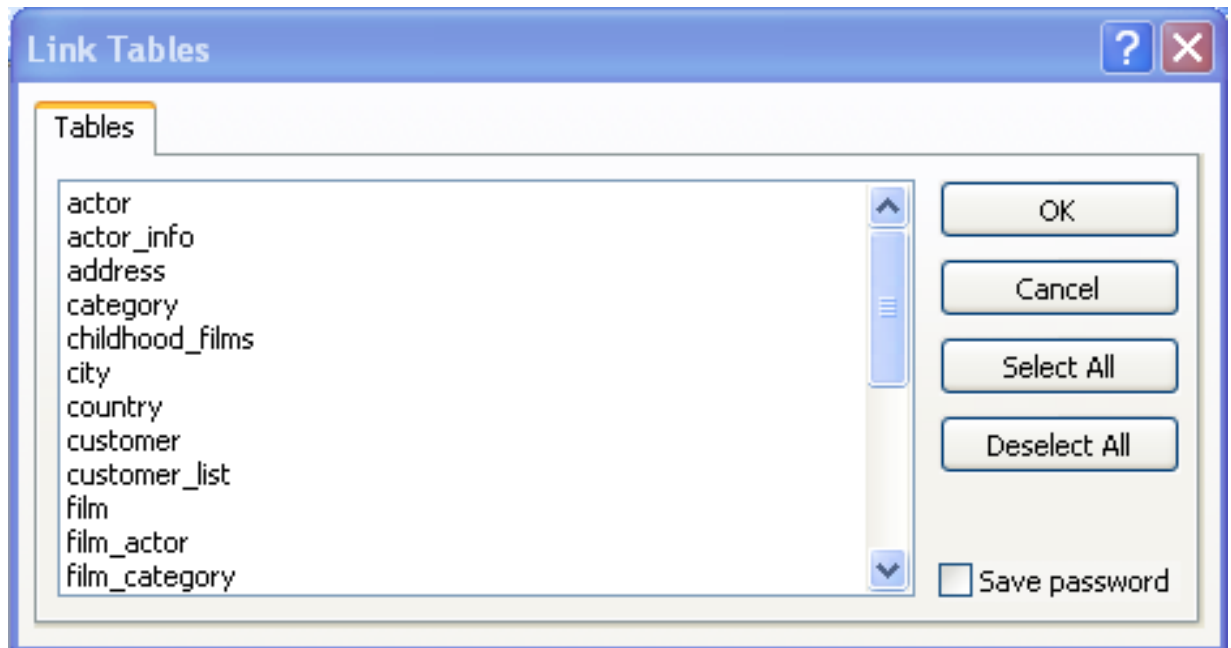 Link Tables
Tables
actor
actor_info
address
category
childhood_films
city
country
customer
customer_list
film
film_actor
film_category
OK
Cancel
Select All
Deselect All
Save password